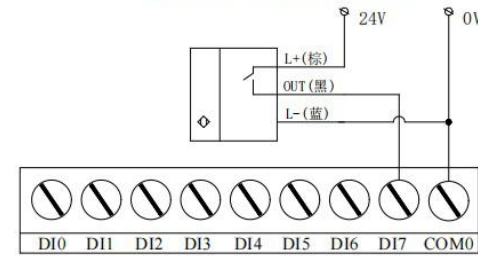 24V
0V
L+(棕)
OUT(黑)
L-(蓝)
DI0 DI1 DI2 DI3 DI4 DI5 DI6 DI7 COM0